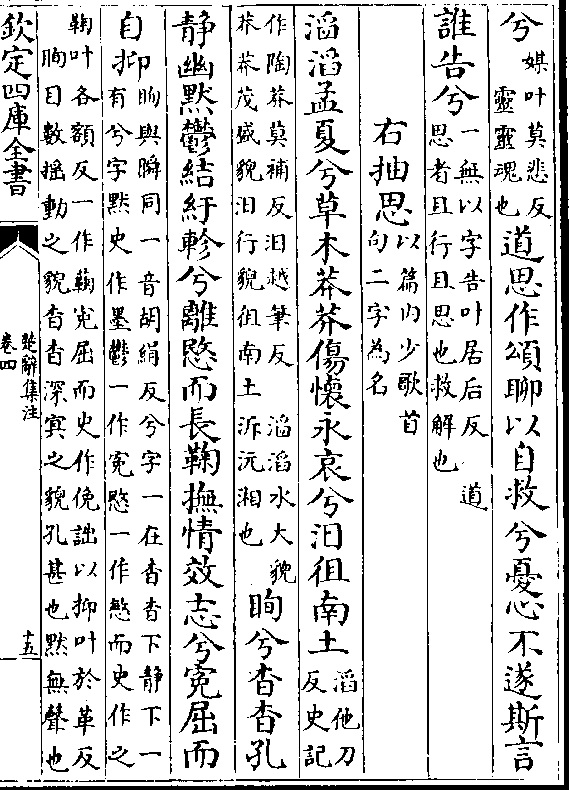 兮媒叶莫悲反靈靈魂也道思作頌聊以自救兮憂心不遂斯言
誰告兮一無以字告叶居后反　道思者且行且思也救解也
右抽思以篇内少歌首句二字為名
滔滔孟夏兮草木莽莽傷懷永哀兮汩徂南土滔他刀反史記
作陶莽莫補反汩越筆反　滔滔水大貌莽莽茂盛貌汩行貌徂南土泝沅湘也眴兮杳杳孔
静幽默鬱結紆軫兮離慜而長鞠撫情效志兮寃屈而
自抑眴與瞬同一音胡絹反兮字一在杳杳下静下一有兮字默史作墨鬱一作寃慜一作愍而史作之
鞠叶各額反一作䩭寃屈而史作俛詘以抑叶於革反眴目數揺動之貌杳杳深㝠之貌孔甚也默無聲也
欽定四庫全書
楚辭集注
卷四
十五